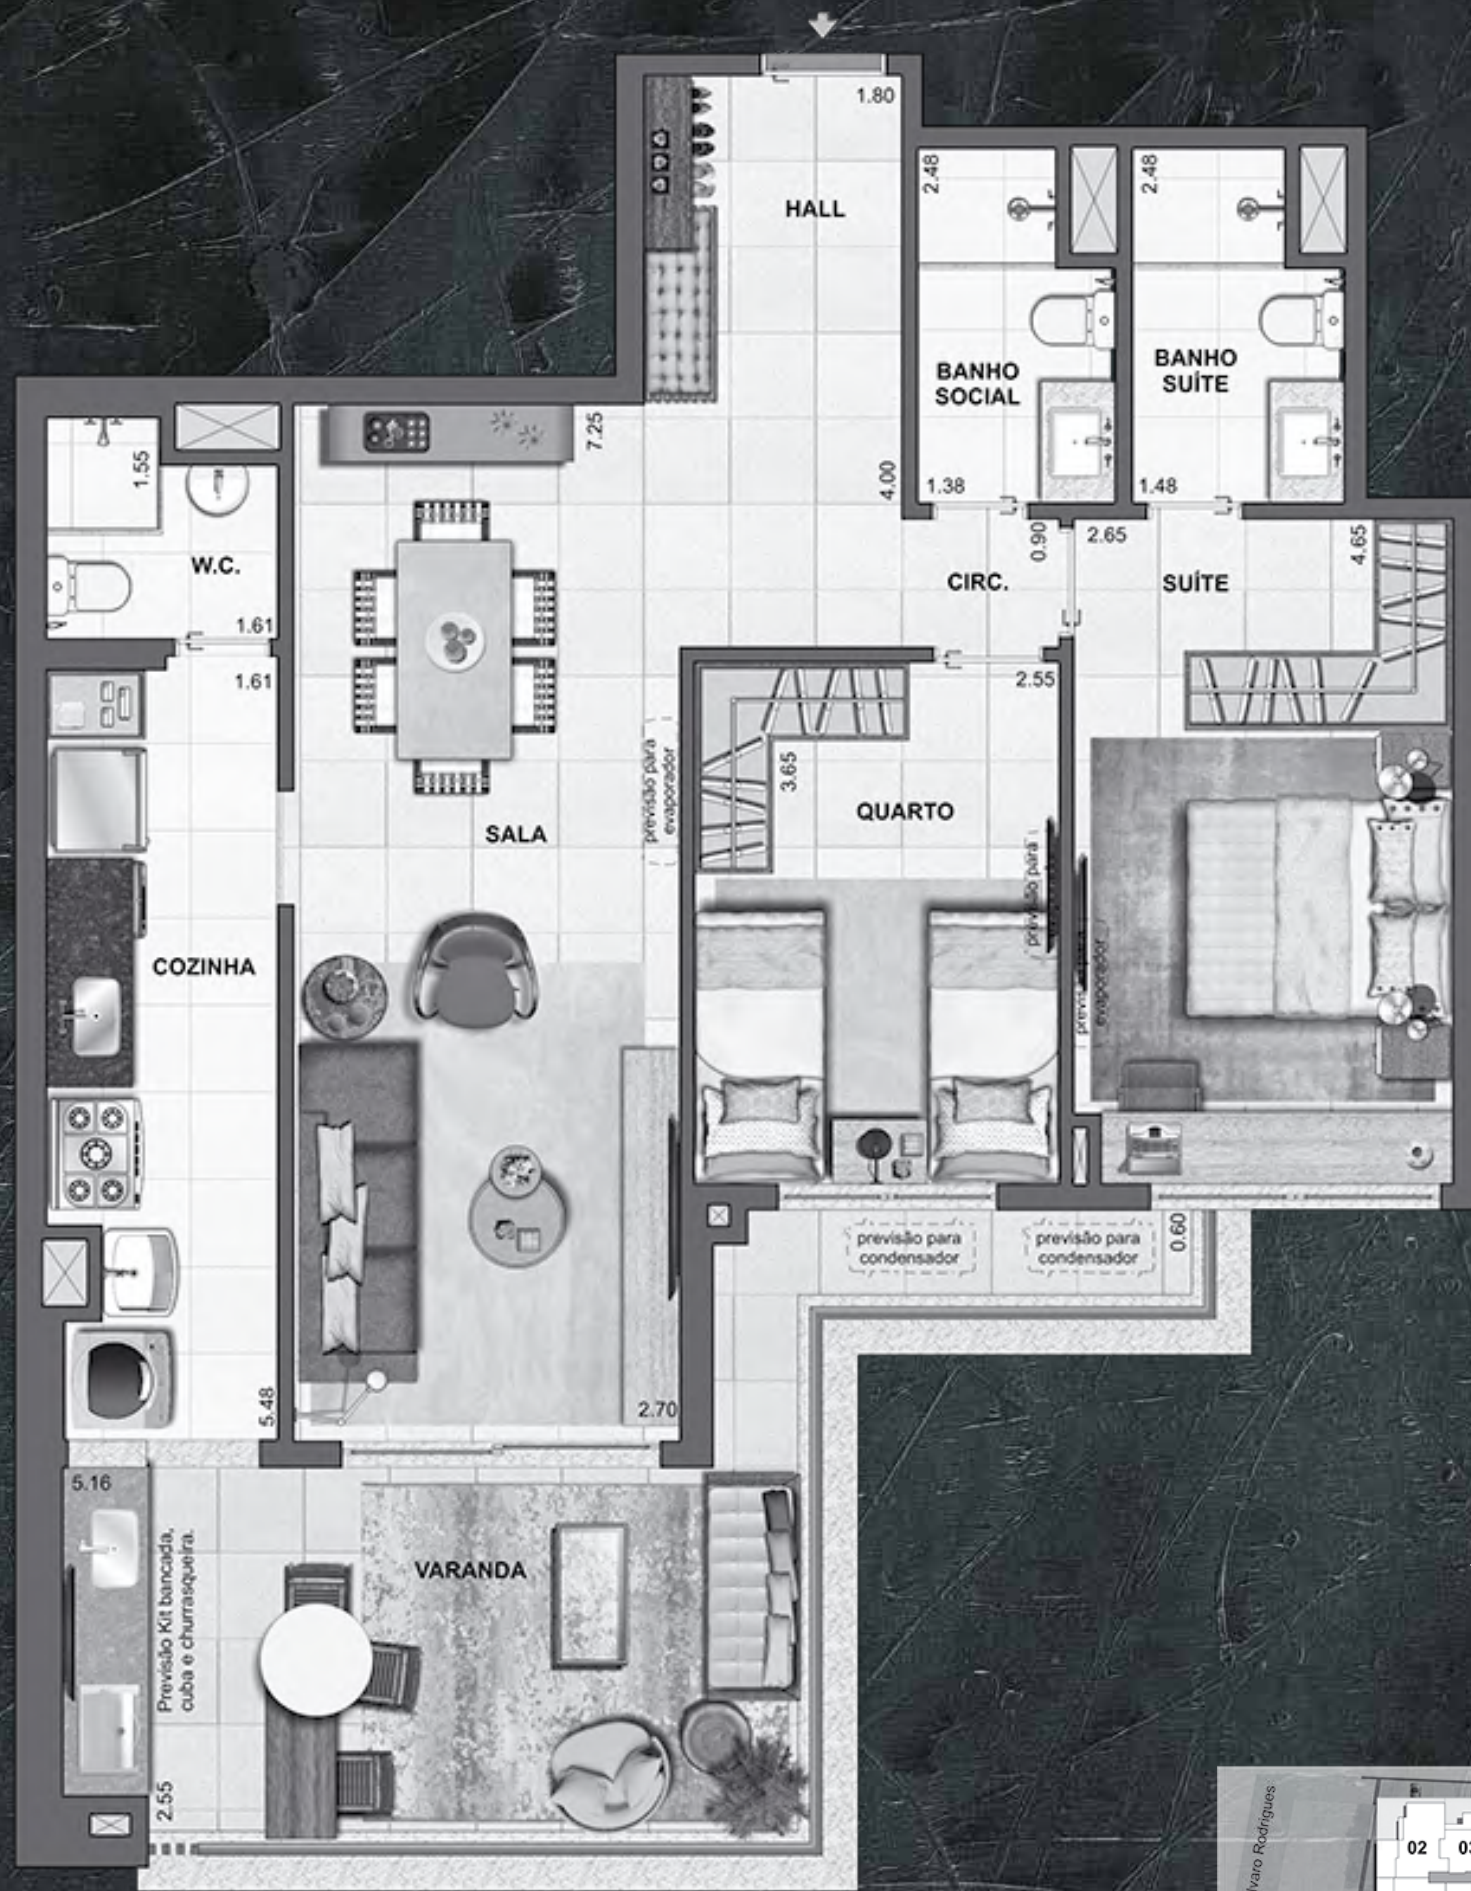 1.80
HALL
2.48
2.48
BANHO
SOCIAL
BANHO
SUÍTE
7.25
4.00
1.38
1.48
1.55
W.C.
1.61
0.90
2.65
4.65
CIRC.
SUÍTE
1.61
2.55
previsão para
evaporador
3.65
QUARTO
SALA
previsão para
evaporador
COZINHA
previsão para
condensador
previsão para
condensador
0.60
5.48
2.70
5.16
Previsão Kit bancada,
cuba e churrasqueira.
VARANDA
2.55
Rodrigues
02